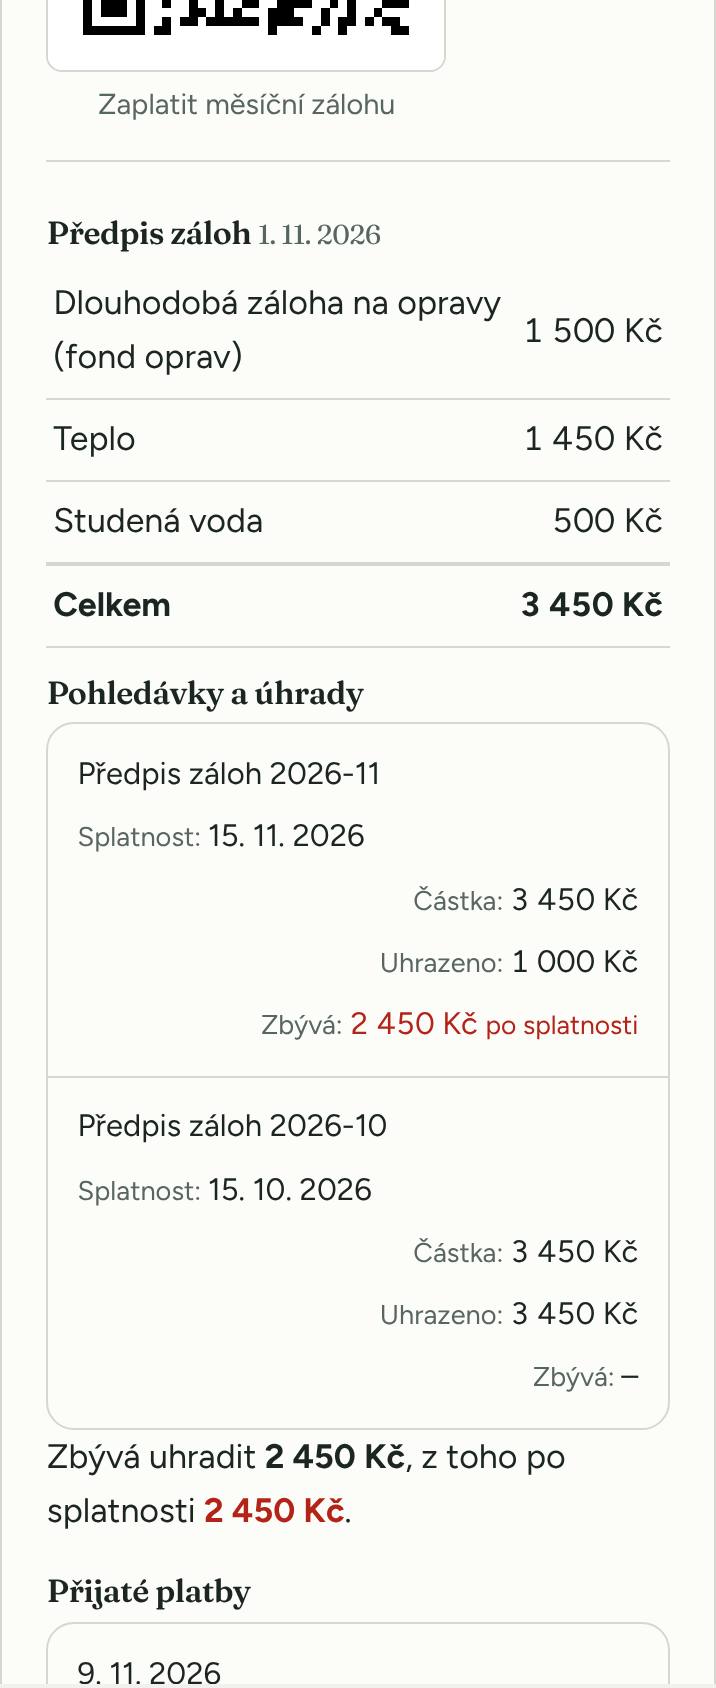 Zaplatit měsíční zálohu
Předpis záloh 1. 11. 2026
Dlouhodobá záloha na opravy
(fond oprav)
1 500 Kč
Teplo 1 450 Kč
Studená voda 500 Kč
Celkem 3 450 Kč
Pohledávky a úhrady
Předpis záloh 2026-11
Splatnost: 15. 11. 2026
Částka: 3 450 Kč
Uhrazeno: 1 000 Kč
Zbývá: 2 450 Kč po splatnosti
Předpis záloh 2026-10
Splatnost: 15. 10. 2026
Částka: 3 450 Kč
Uhrazeno: 3 450 Kč
Zbývá: –
Zbývá uhradit 2 450 Kč, z toho po
splatnosti 2 450 Kč.
Přijaté platby
9. 11. 2026